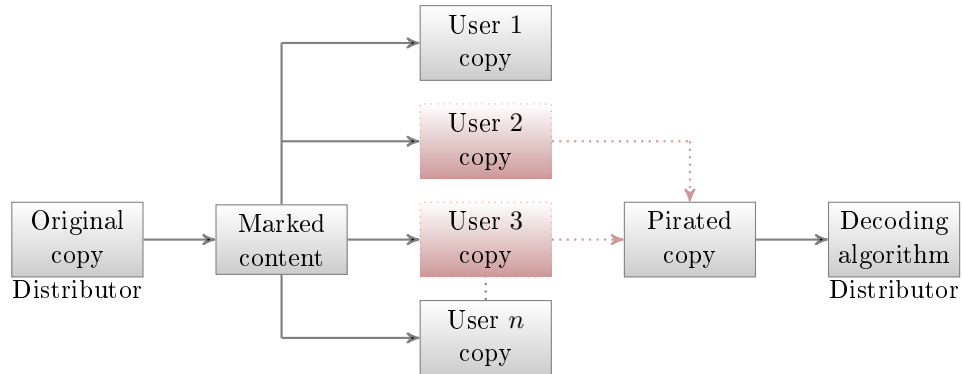 User 1
copy
User 2
copy
Original
copy
Distributor
Marked
content
User 3
copy
Pirated
copy
Decoding
algorithm
Distributor
User n
copy